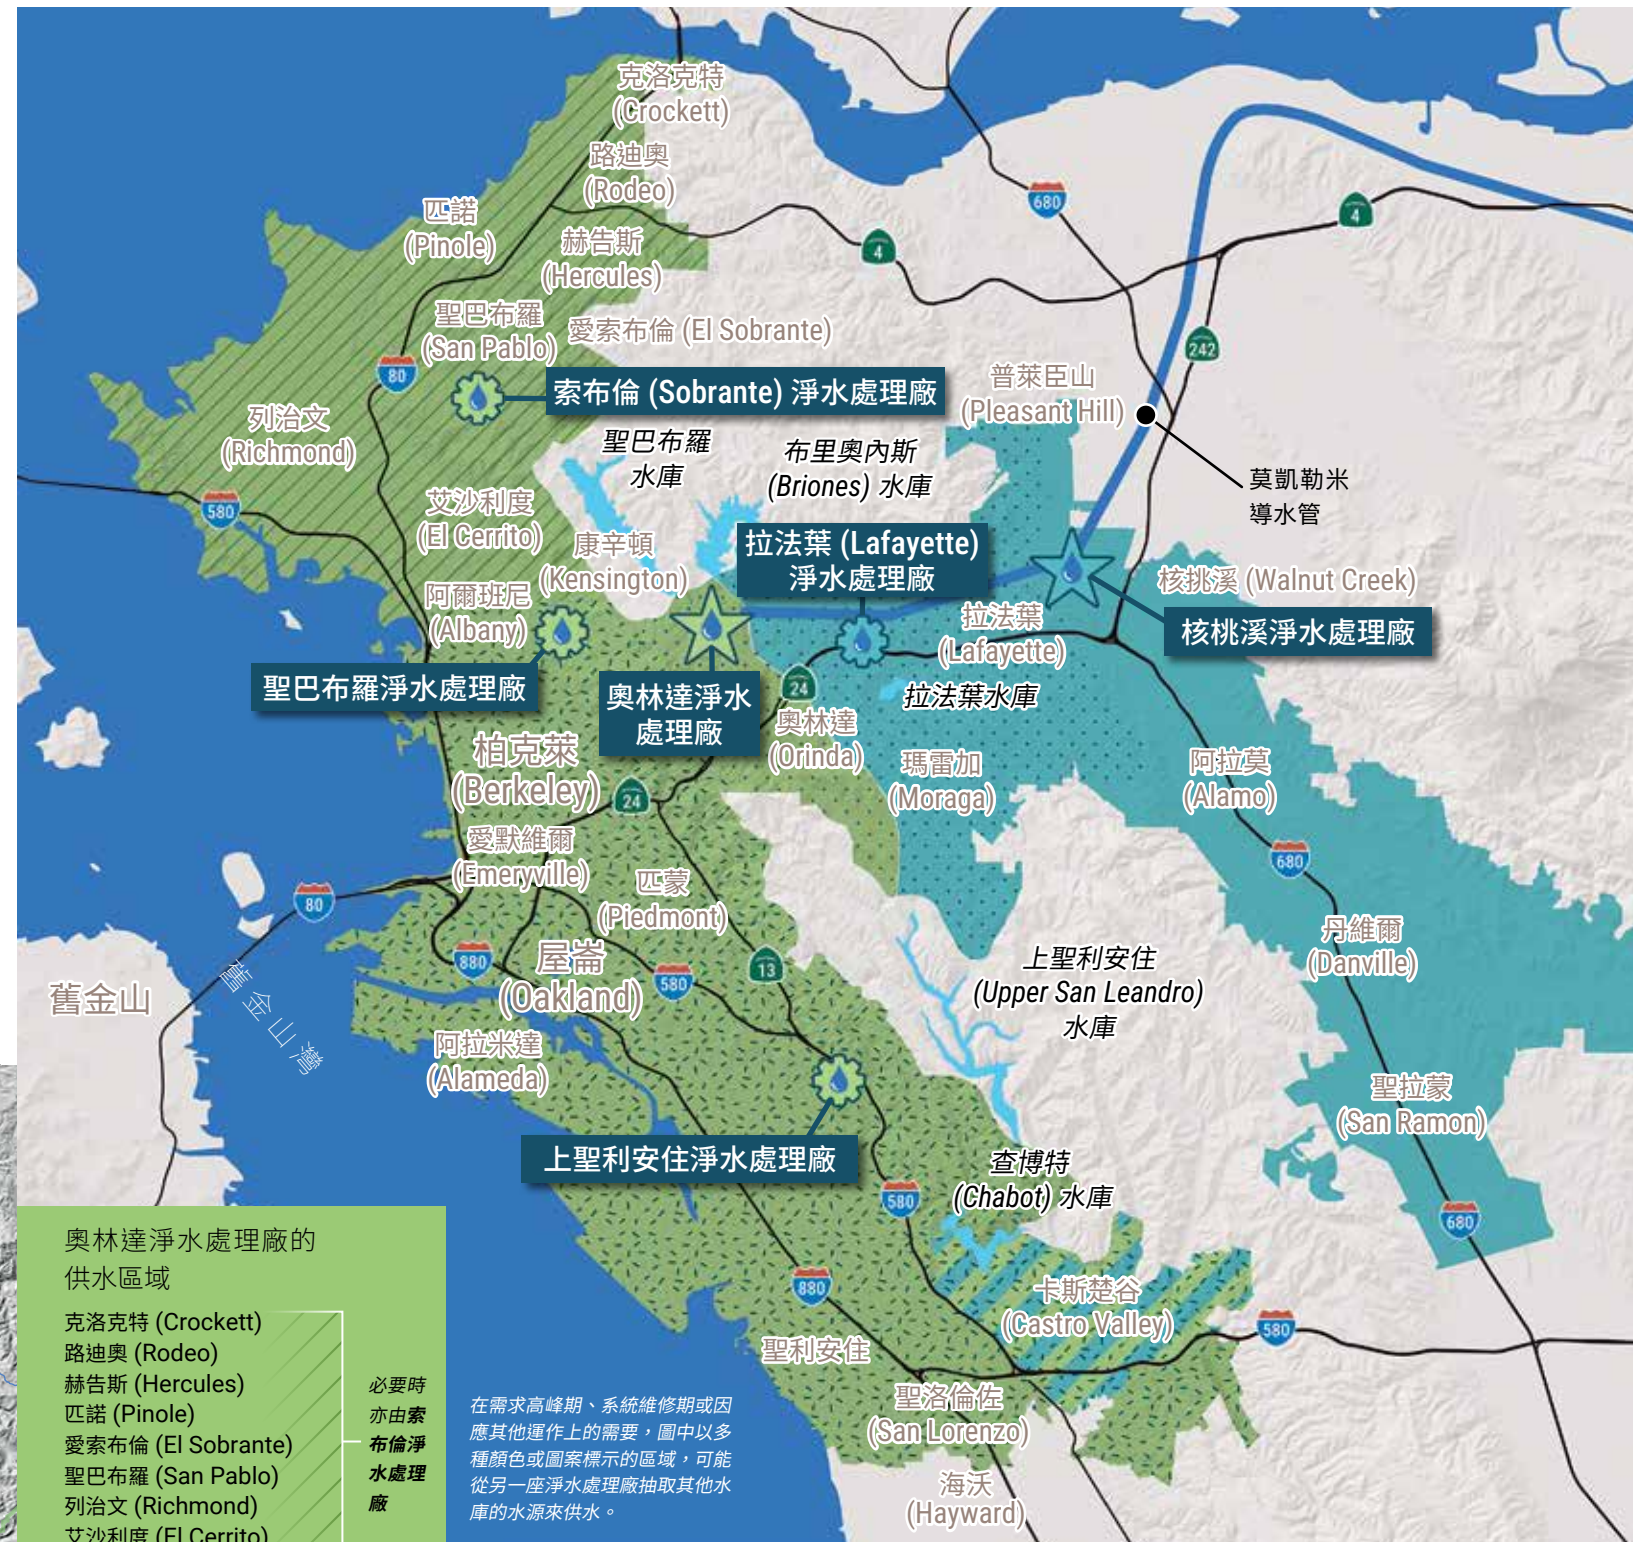 克洛克特
(Crockett)
路迪奧
(Rodeo)
匹諾
(Pinole)
赫告斯
(Hercules)
680
4
4
聖巴布羅
(San Pablo)
愛索布倫 (El Sobrante)
242
80
索布倫 (Sobrante) 淨水處理廠
普萊臣山
(Pleasant Hill)
列治文
(Richmond)
聖巴布羅
水庫
布里奧內斯
(Briones) 水庫
莫凱勒米
導水管
580
艾沙利度
(El Cerrito)
康辛頓
(Kensington)
拉法葉 (Lafayette)
淨水處理廠
核挑溪 (Walnut Creek)
阿爾班尼
(Albany)
拉法葉
(Lafayette)
核桃溪淨水處理廠
聖巴布羅淨水處理廠
奧林達淨水
處理廠
24
拉法葉水庫
柏克萊
(Berkeley)
奧林達
(Orinda)
瑪雷加
(Moraga)
阿拉莫
(Alamo)
24
愛默維爾
(Emeryville)
680
80
匹蒙
(Piedmont)
丹維爾
(Danville)
880
屋崙
(Oakland)
580
13
上聖利安住
(Upper San Leandro)
水庫
舊金山
舊金山灣
阿拉米達
(Alameda)
聖拉蒙
(San Ramon)
上聖利安住淨水處理廠
查博特
(Chabot) 水庫
580
680
880
卡斯楚谷
(Castro Valley)
580
聖利安住
聖洛倫佐
(San Lorenzo)
海沃
(Hayward)
奧林達淨水處理廠的
供水區域
克洛克特 (Crockett)
路迪奧 (Rodeo)
赫告斯 (Hercules)
匹諾 (Pinole)
愛索布倫 (El Sobrante)
聖巴布羅 (San Pablo)
列治文 (Richmond)
艾沙利度 (El Cerrito)
必要時
亦由索
布倫淨
水處理
廠
在需求高峰期、系統維修期或因
應其他運作上的需要，圖中以多
種顏色或圖案標示的區域，可能
從另一座淨水處理廠抽取其他水
庫的水源來供水。